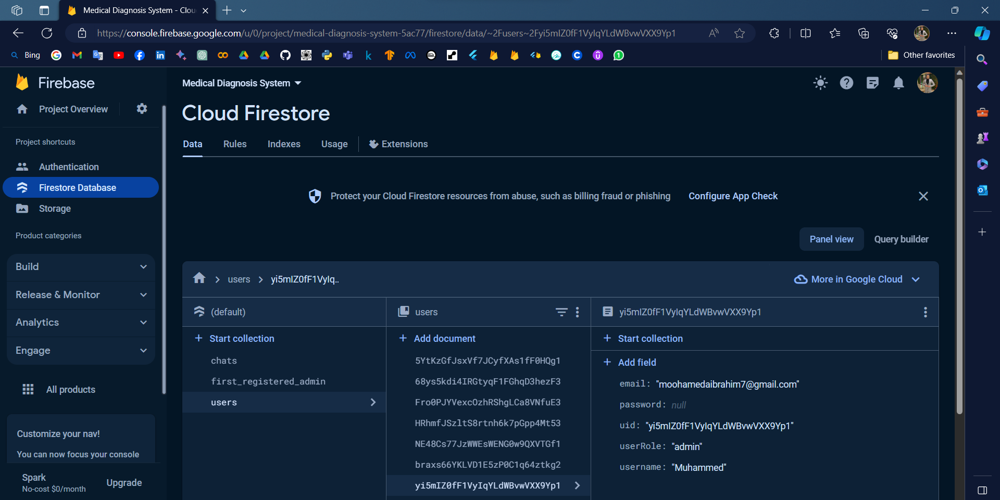 Medical Diagnosis System - Clou
https://console.firebase.google.com/u/0/project/medical-diagnosis-system-5ac77/firestore/data/~2Fusers~2Fyi5mIZ0fF1VyIqYLdWBvwVXX9Yp1
Bing
Other favorites
Firebase
Project Overview
Project shortcuts
Authentication
Firestore Database
Storage
Product categories
Build
Release & Monitor
Analytics
Engage
All products
Customize your nav!
You can now focus your console
Spark
No-cost $0/month
Upgrade
Medical Diagnosis System
Cloud Firestore
Data Rules Indexes Usage Extensions
Protect your Cloud Firestore resources from abuse, such as billing fraud or phishing Configure App Check
Panel view Query builder
users yi5mIZ0fF1VyIq..
More in Google Cloud
(default)
Start collection
chats
first_registered_admin
users
users
Add document
5YtKzGfJsxVf7JCyfXAs1fF0HQg1
68ys5kdi4IRGtyqF1FGhqD3hezF3
Fro0PJYVexcOzhRShgLCa8VNfuE3
HRhmfJSzltS8rtnh6k7pGpp4Mt53
NE48Cs77JzWWEsWENG0w9QXVTGf1
braxs66YKLVD1E5zP0C1q64ztkg2
yi5mIZ0fF1VyIqYLdWBvwVXX9Yp1
yi5mIZ0fF1VyIqYLdWBvwVXX9Yp1
Start collection
Add field
email: "moohamedaibrahim7@gmail.com"
password: null
uid: "yi5mIZ0fF1VyIqYLdWBvwVXX9Yp1"
userRole: "admin"
username: "Muhammed"